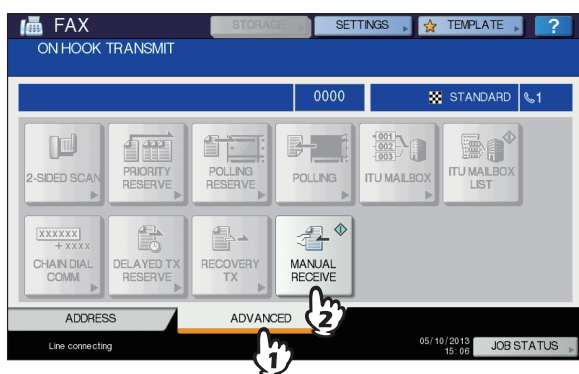 FAX
STORAGE
SETTINGS
TEMPLATE
?
ON HOOK TRANSMIT
0000
STANDARD
1
2-SIDED SCAN
PRIORITY
RESERVE
POLLING
RESERVE
POLLING
001
002
003
ITU MAILBOX
ITU MAILBOX
LIST
XXXXXX
+ XXXX
CHAIN DIAL
COMM.
DELAYED TX
RESERVE
RECOVERY
TX
MANUAL
RECEIVE
2
ADDRESS
ADVANCED
1
Line connecting
05/10/2013
15:06
JOB STATUS